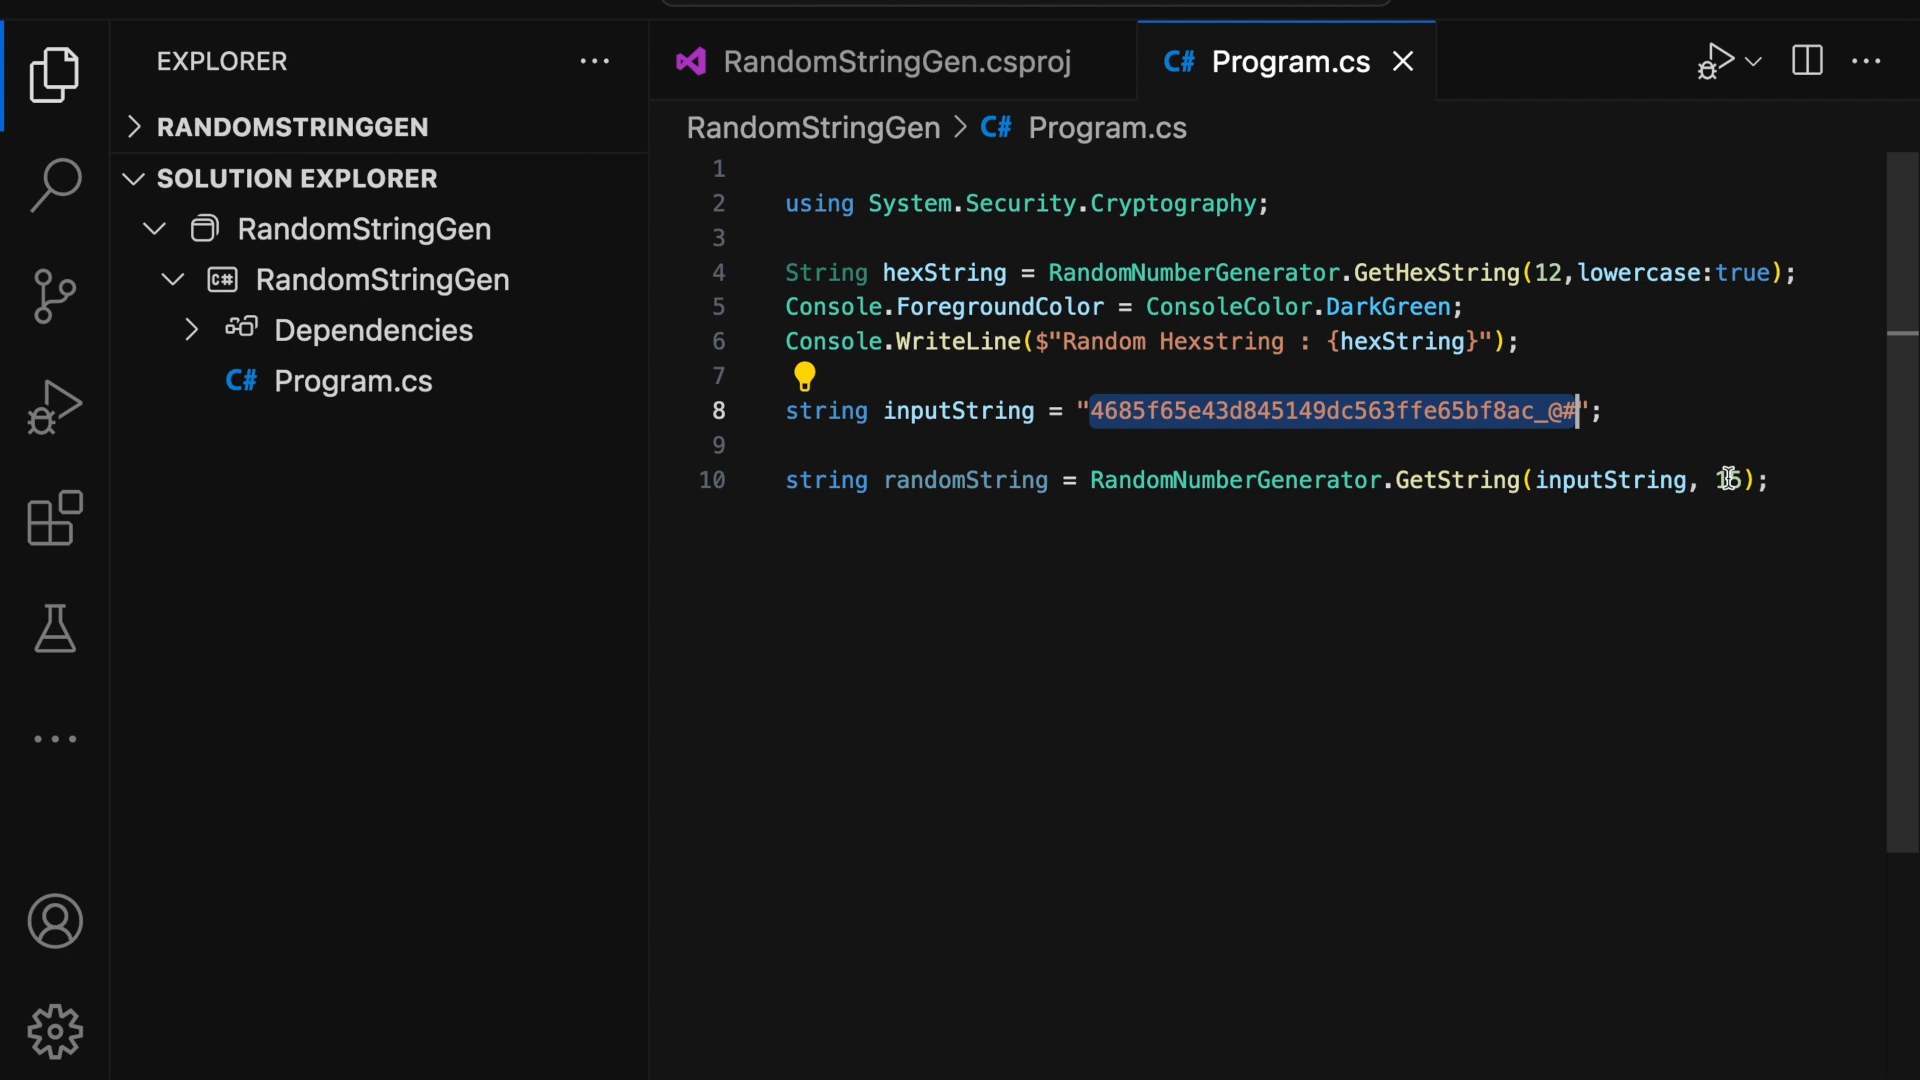 EXPLORER
RANDOMSTRINGGEN
SOLUTION EXPLORER
RandomStringGen
C# RandomStringGen
Dependencies
C# Program.cs
RandomStringGen.csproj
C# Program.cs
RandomStringGen > C# Program.cs
1
2 using System.Security.Cryptography;
3
4 String hexString = RandomNumberGenerator.GetHexString(12,lowercase:true);
5 Console.ForegroundColor = ConsoleColor.DarkGreen;
6 Console.WriteLine($"Random Hexstring : {hexString}");
7
8 string inputString = "4685f65e43d845149dc563ffe65bf8ac_@#";
9
10 string randomString = RandomNumberGenerator.GetString(inputString, 15);